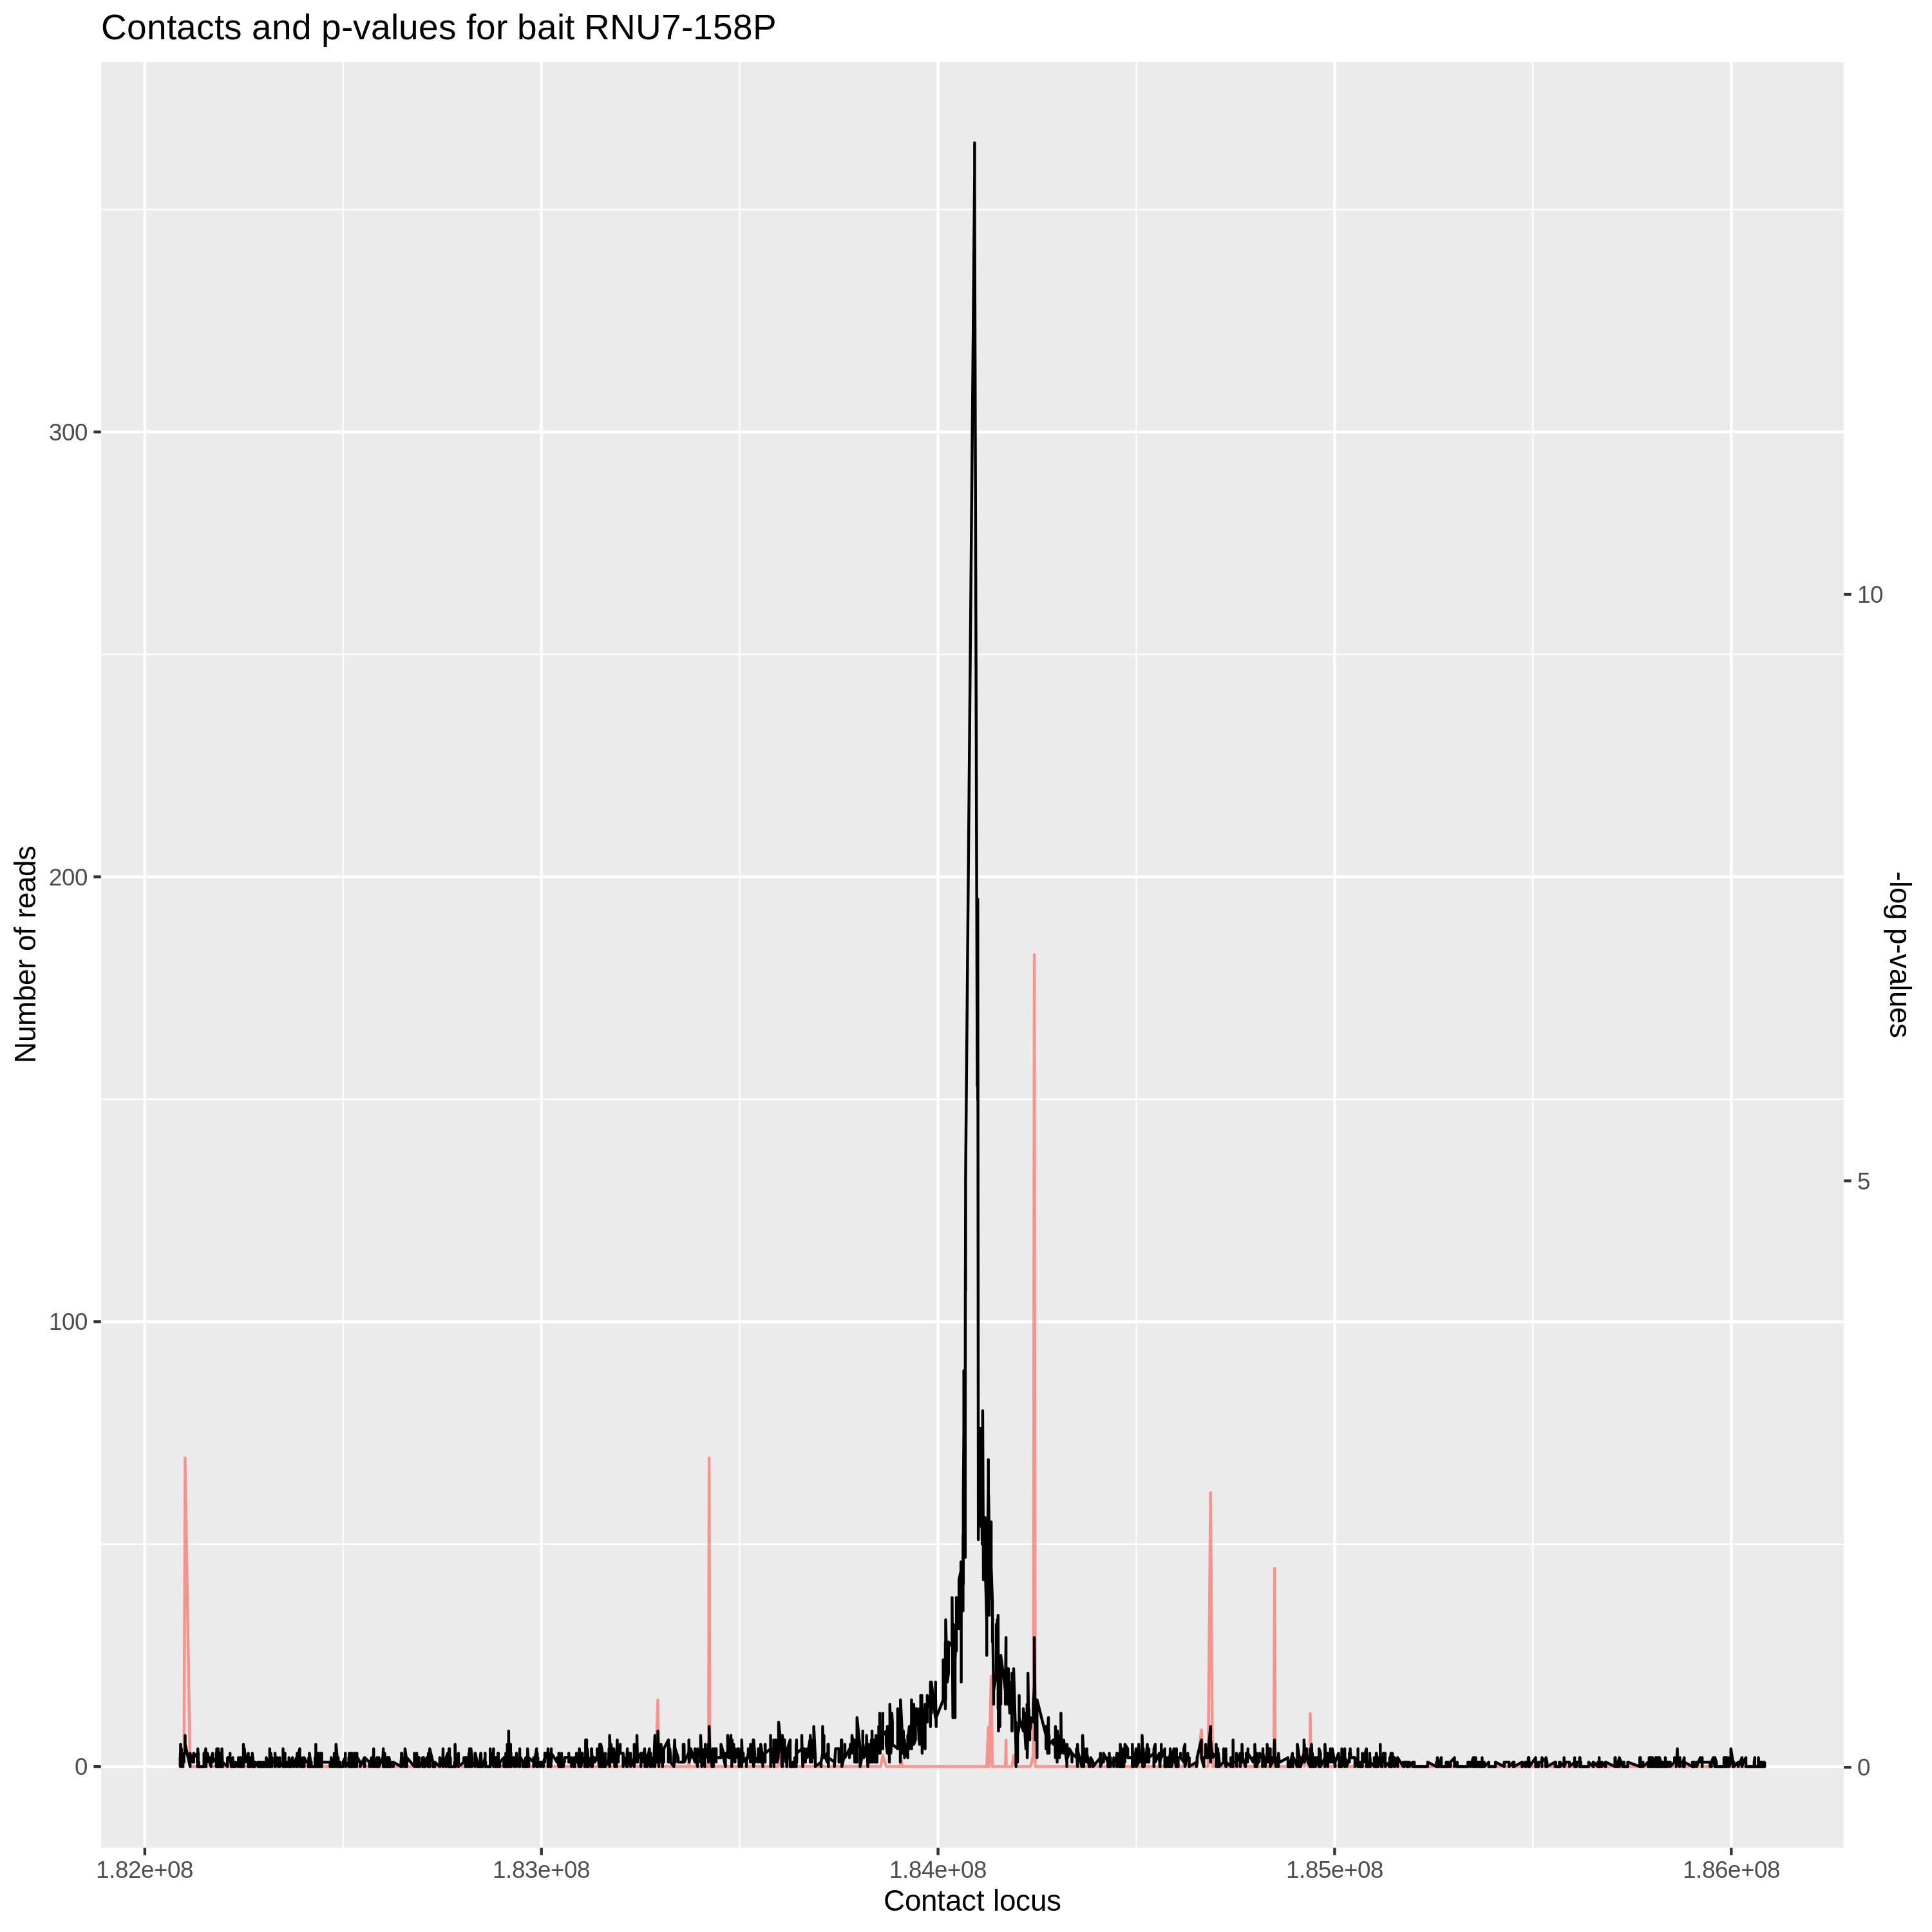 Contacts and p-values for bait RNU7-158P
Number of reads
300
200
100
0
10
5
0
-log p-values
1.82e+08 1.83e+08 1.84e+08 1.85e+08 1.86e+08
Contact locus